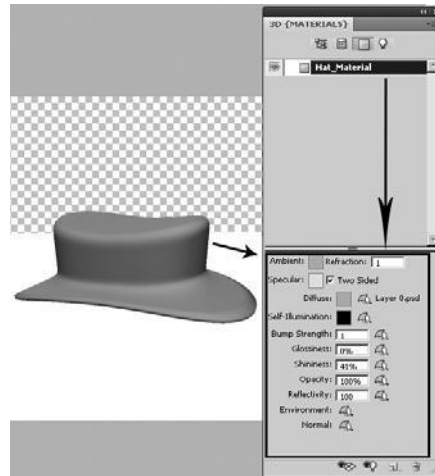 3D {MATERIALS}
Hat_Material
Ambient: Refraction: 1
Specular: Two Sided
Diffuse: Layer 0.psd
Self-Illumination:
Bump Strength: 1
Glossiness: 0%
Shininess: 41%
Opacity: 100%
Reflectivity: 100
Environment:
Normal: